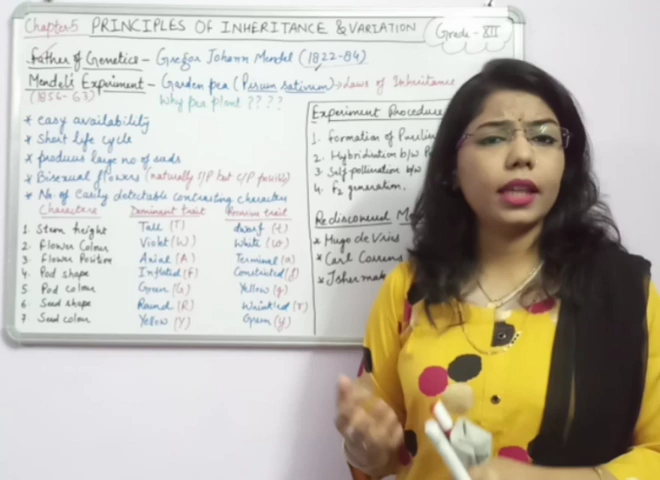 Chapter 5 PRINCIPLES OF INHERITANCE & VARIATION
Grade - XII
Father of Genetics - Gregor Johann Mendel (1822-84)
Mendel's Experiment - Garden pea (Pisum sativum) → Laws of Inheritance
(1856-63)
Why pea plant ????
* easy availability
* Short life cycle
* produces large no of seeds
* Bisexual flowers (naturally S/P but C/P possible)
* No of easily detectable contrasting characters
Characters Dominant trait Recessive trait
1. Stem height Tall (T) dwarf (t)
2. Flower Colour Violet (W) White (w)
3. Flower Position Axial (A) Terminal (a)
4. Pod shape Inflated (F) Constricted (f)
5. Pod colour Green (G) Yellow (g)
6. Seed shape Round (R) Wrinkled (r)
7. Seed colour Yellow (Y) Green (y)
Experiment Procedure
1. Formation of
2. Hybridisation b/w
3. Self pollination b/w
4. F2 generation.
Rediscovered
* Hugo de Vries
* Carl Correns
* Tshermak